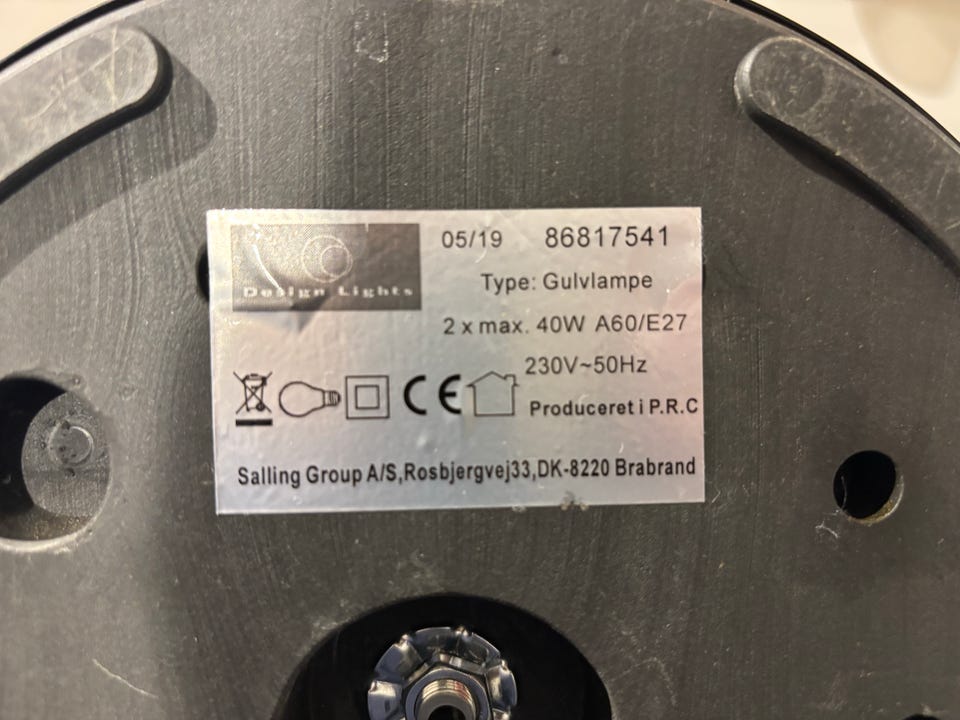 Design Lights
05/19 86817541
Type: Gulvlampe
2 x max. 40W A60/E27
230V~50Hz
CE
Produceret i P.R.C
Salling Group A/S,Rosbjergvej33,DK-8220 Brabrand